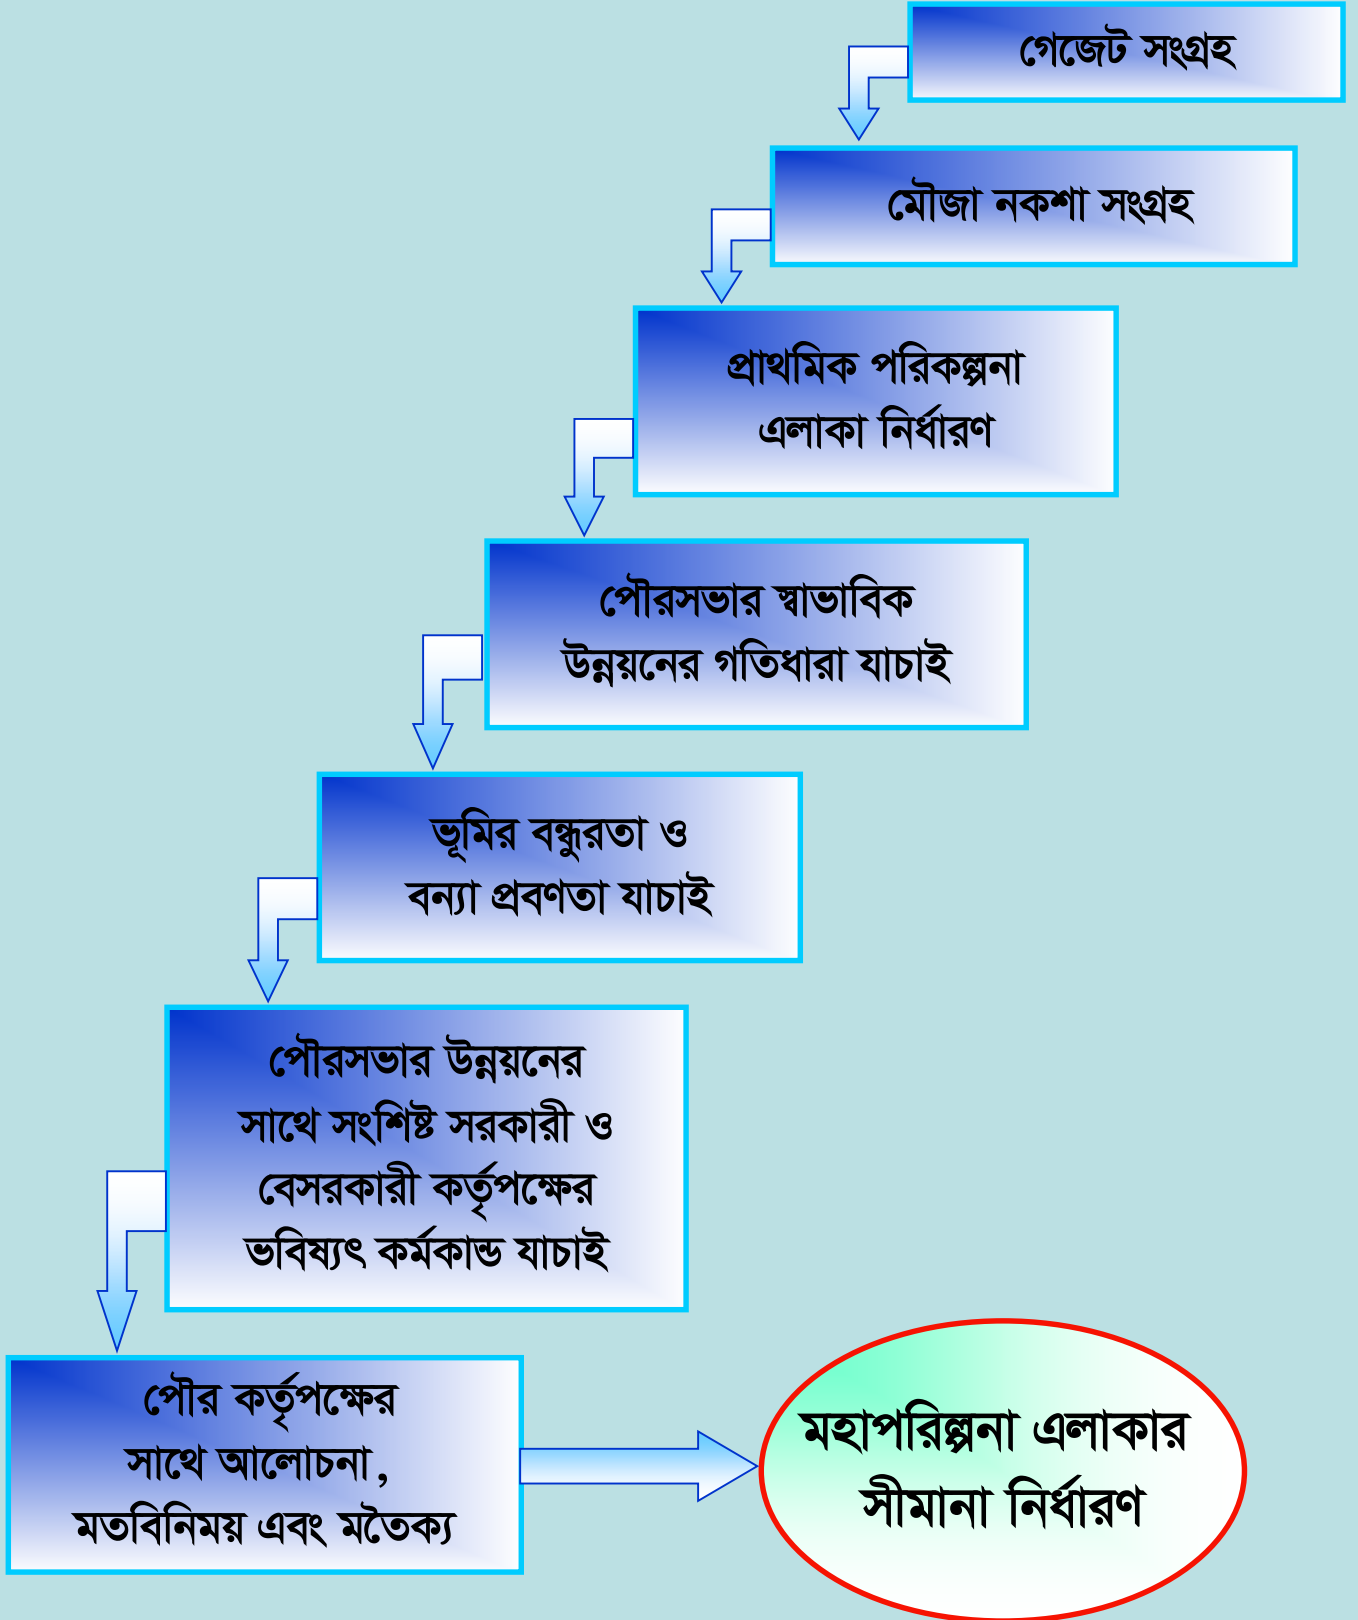 গেজেট সংগ্রহ
মৌজা নকশা সংগ্রহ
প্রাথমিক পরিকল্পনা
এলাকা নির্ধারণ
পৌরসভার স্বাভাবিক
উন্নয়নের গতিধারা যাচাই
ভূমির বন্ধুরতা ও
বন্যা প্রবণতা যাচাই
পৌরসভার উন্নয়নের
সাথে সংশিষ্ট সরকারী ও
বেসরকারী কর্তৃপক্ষের
ভবিষ্যৎ কর্মকান্ড যাচাই
পৌর কর্তৃপক্ষের
সাথে আলোচনা,
মতবিনিময় এবং মতৈক্য
মহাপরিল্পনা এলাকার
সীমানা নির্ধারণ